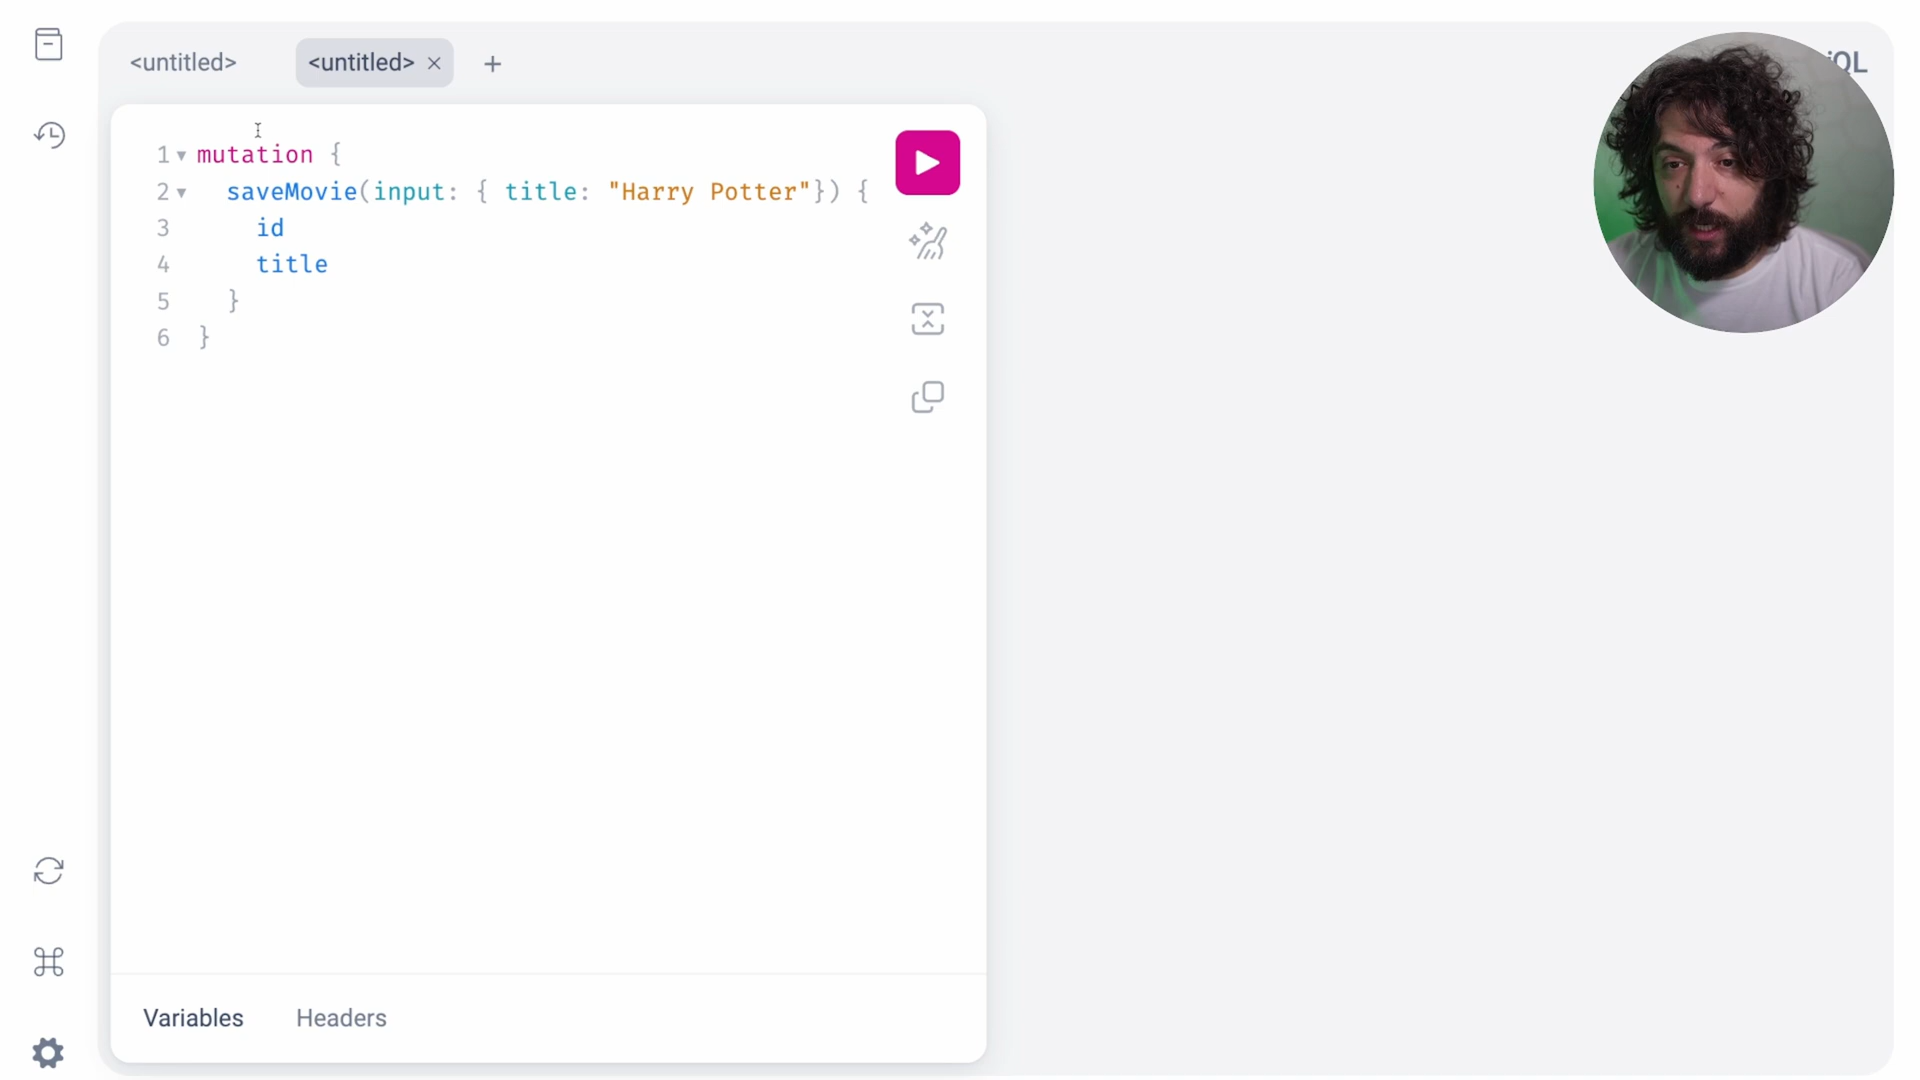 <untitled> <untitled> × +
1 mutation {
2 saveMovie(input: { title: "Harry Potter"}) {
3 id
4 title
5 }
6 }
Variables Headers